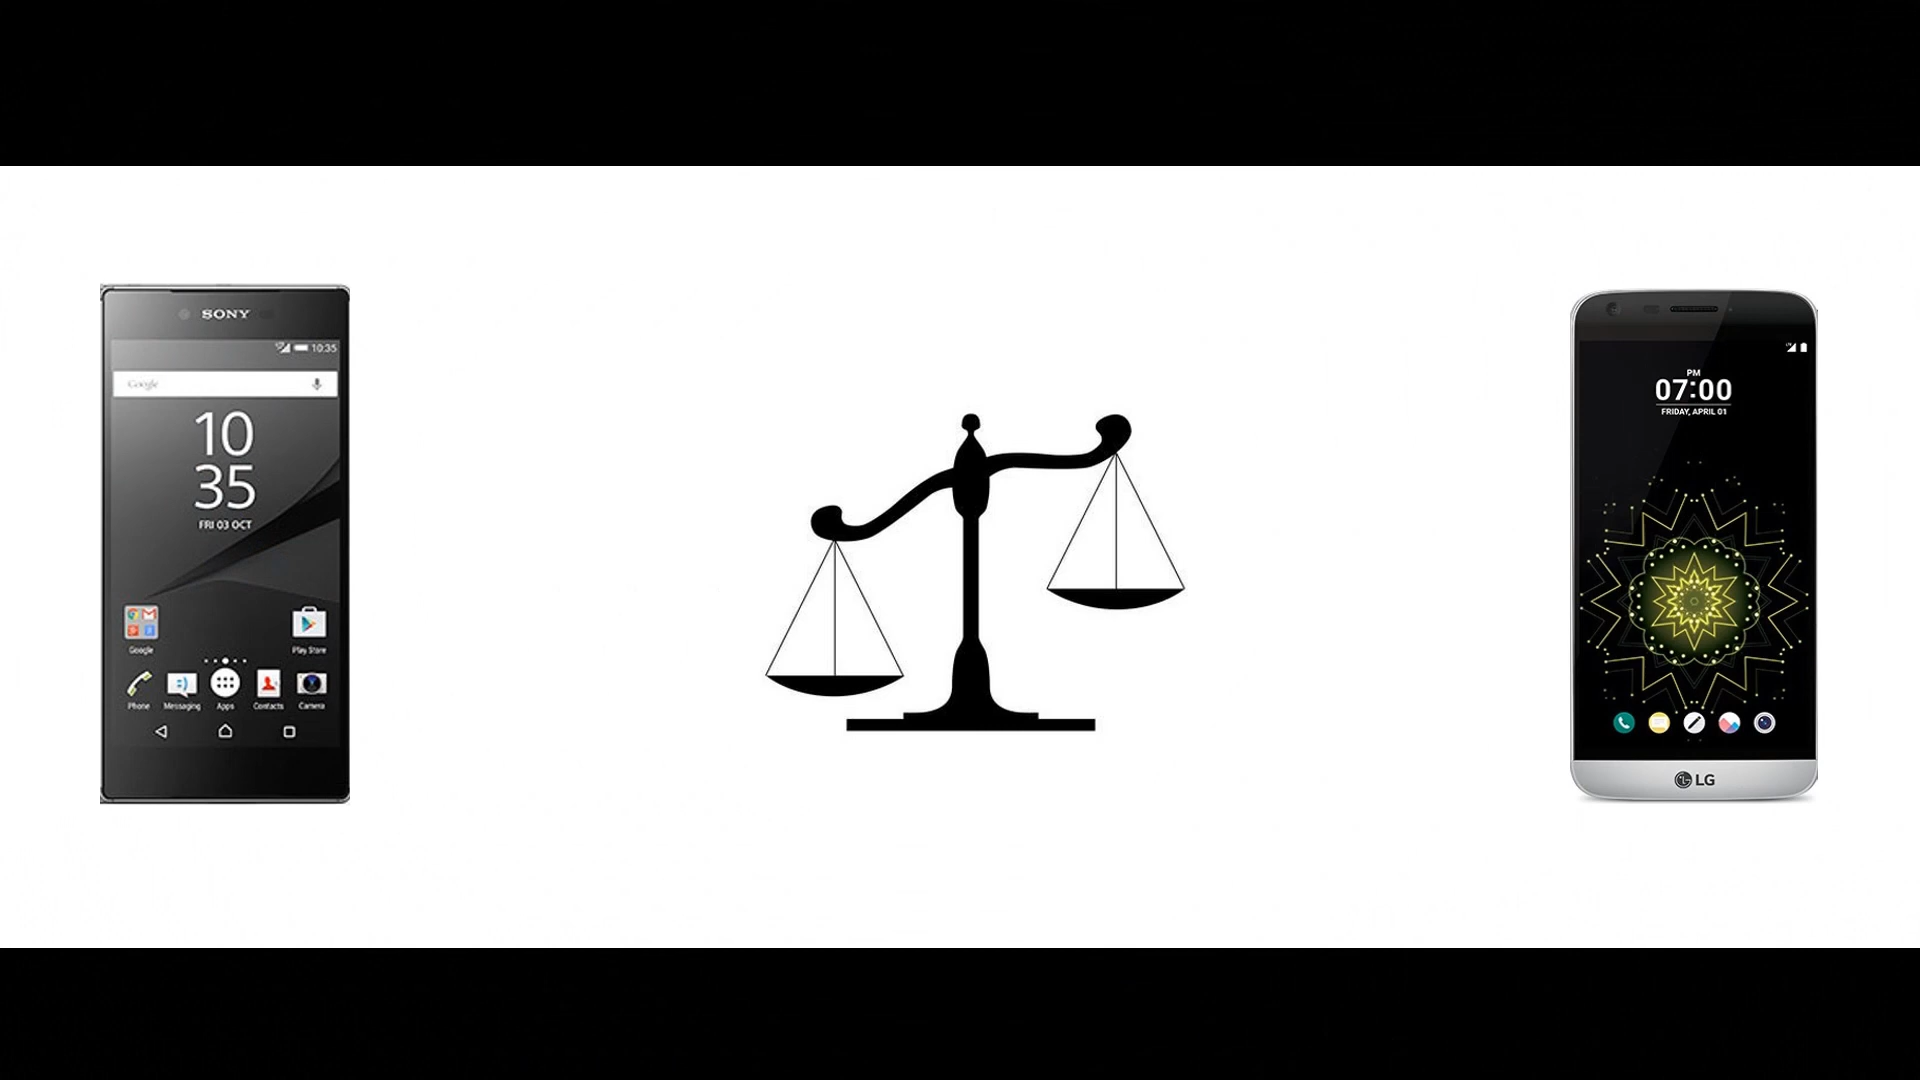 SONY
10:35
Google
10
35
FRI 03 OCT
Google
Play Store
Phone
Messaging
Apps
Contacts
Camera
PM
07:00
FRIDAY, APRIL 01
LG